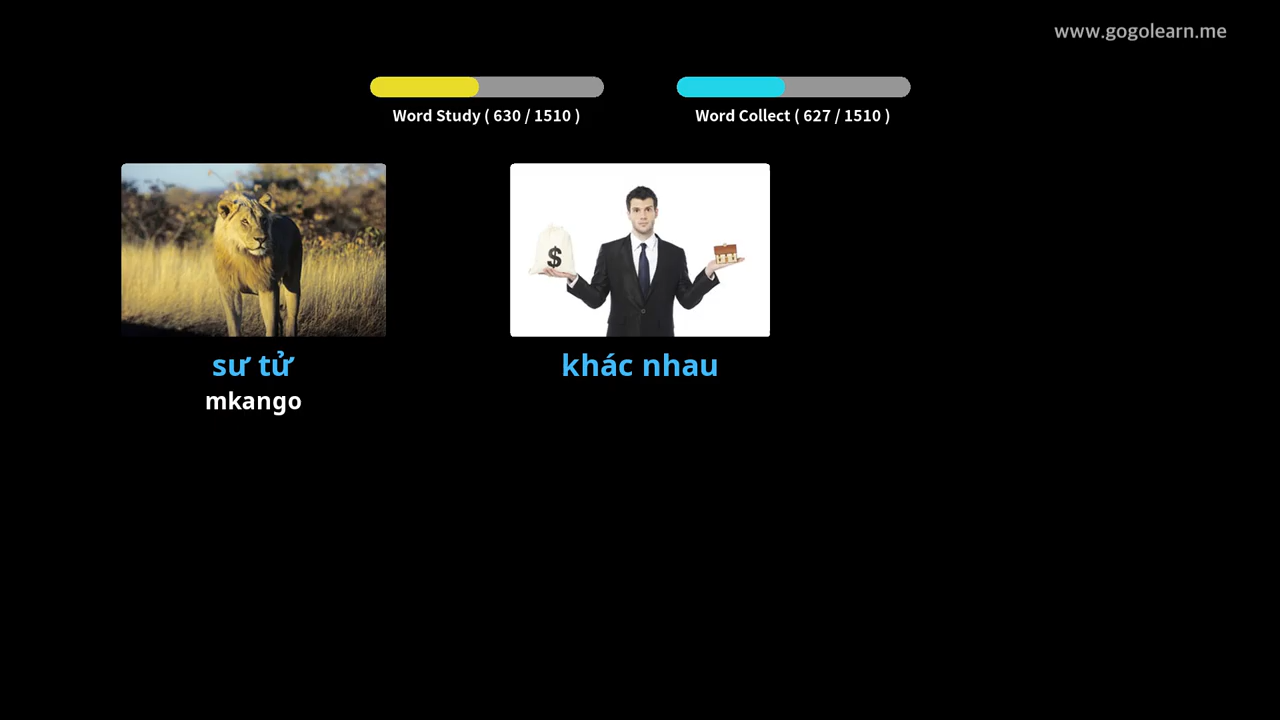 www.gogolearn.me
Word Study ( 630 / 1510 )
Word Collect ( 627 / 1510 )
$
sư tử
mkango
khác nhau